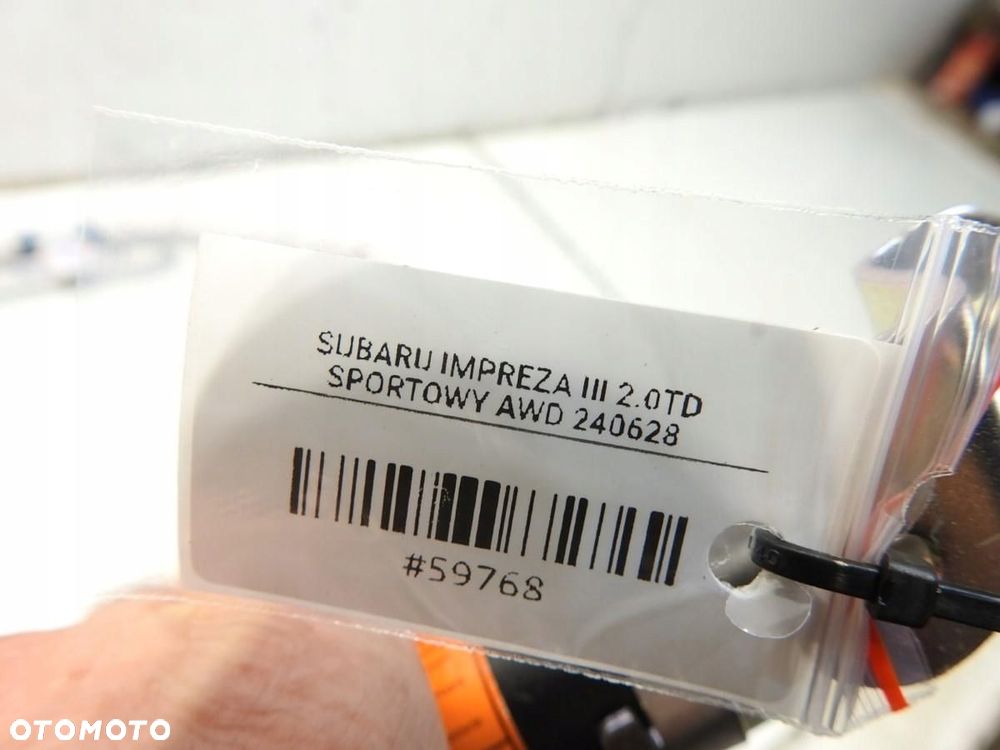 SUBARU IMPREZA III 2.0TD
SPORTOWY AWD 240628
#59768
OTOMOTO